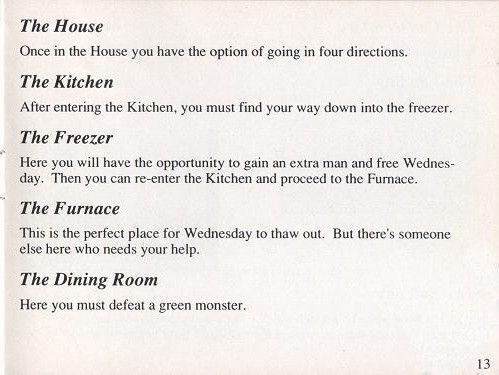 The House
Once in the House you have the option of going in four directions.
The Kitchen
After entering the Kitchen, you must find your way down into the freezer.
The Freezer
Here you will have the opportunity to gain an extra man and free Wednes-
day. Then you can re-enter the Kitchen and proceed to the Furnace.
The Furnace
This is the perfect place for Wednesday to thaw out. But there's someone
else here who needs your help.
The Dining Room
Here you must defeat a green monster.
13